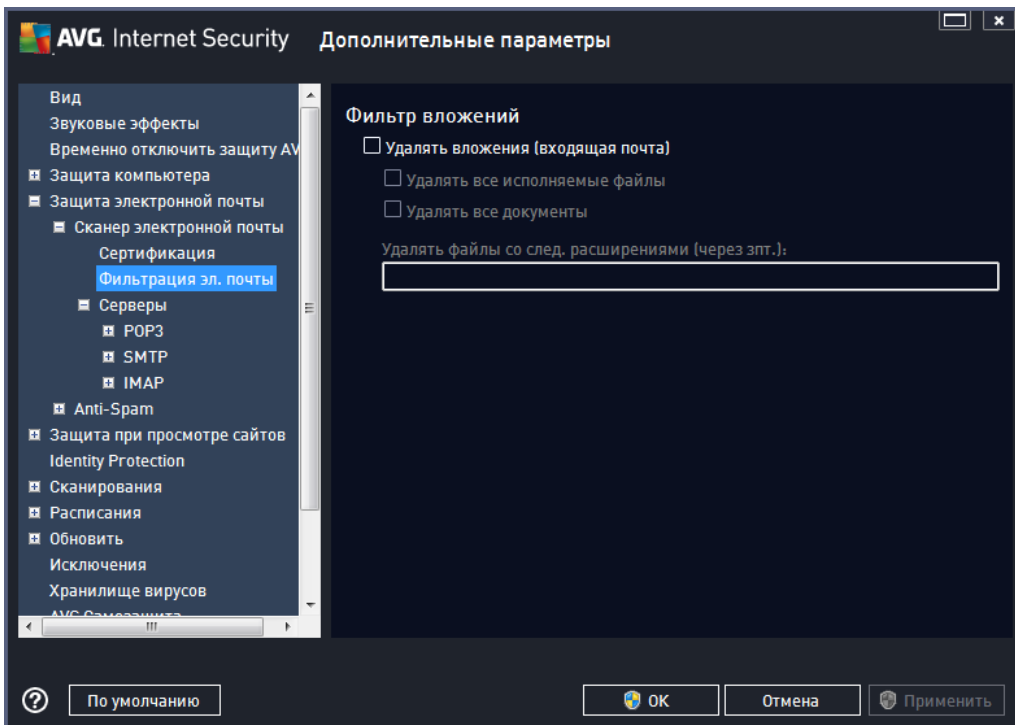 AVG. Internet Security
Дополнительные параметры
Вид
Звуковые эффекты
Временно отключить защиту AV
Защита компьютера
Защита электронной почты
Сканер электронной почты
Сертификация
Фильтрация эл. почты
Серверы
POP3
SMTP
IMAP
Anti-Spam
Защита при просмотре сайтов
Identity Protection
Сканирования
Расписания
Обновить
Исключения
Хранилище вирусов
AVG Самозащита
Фильтр вложений
Удалять вложения (входящая почта)
Удалять все исполняемые файлы
Удалять все документы
Удалять файлы со след. расширениями (через зпт.):
По умолчанию
OK
Отмена
Применить